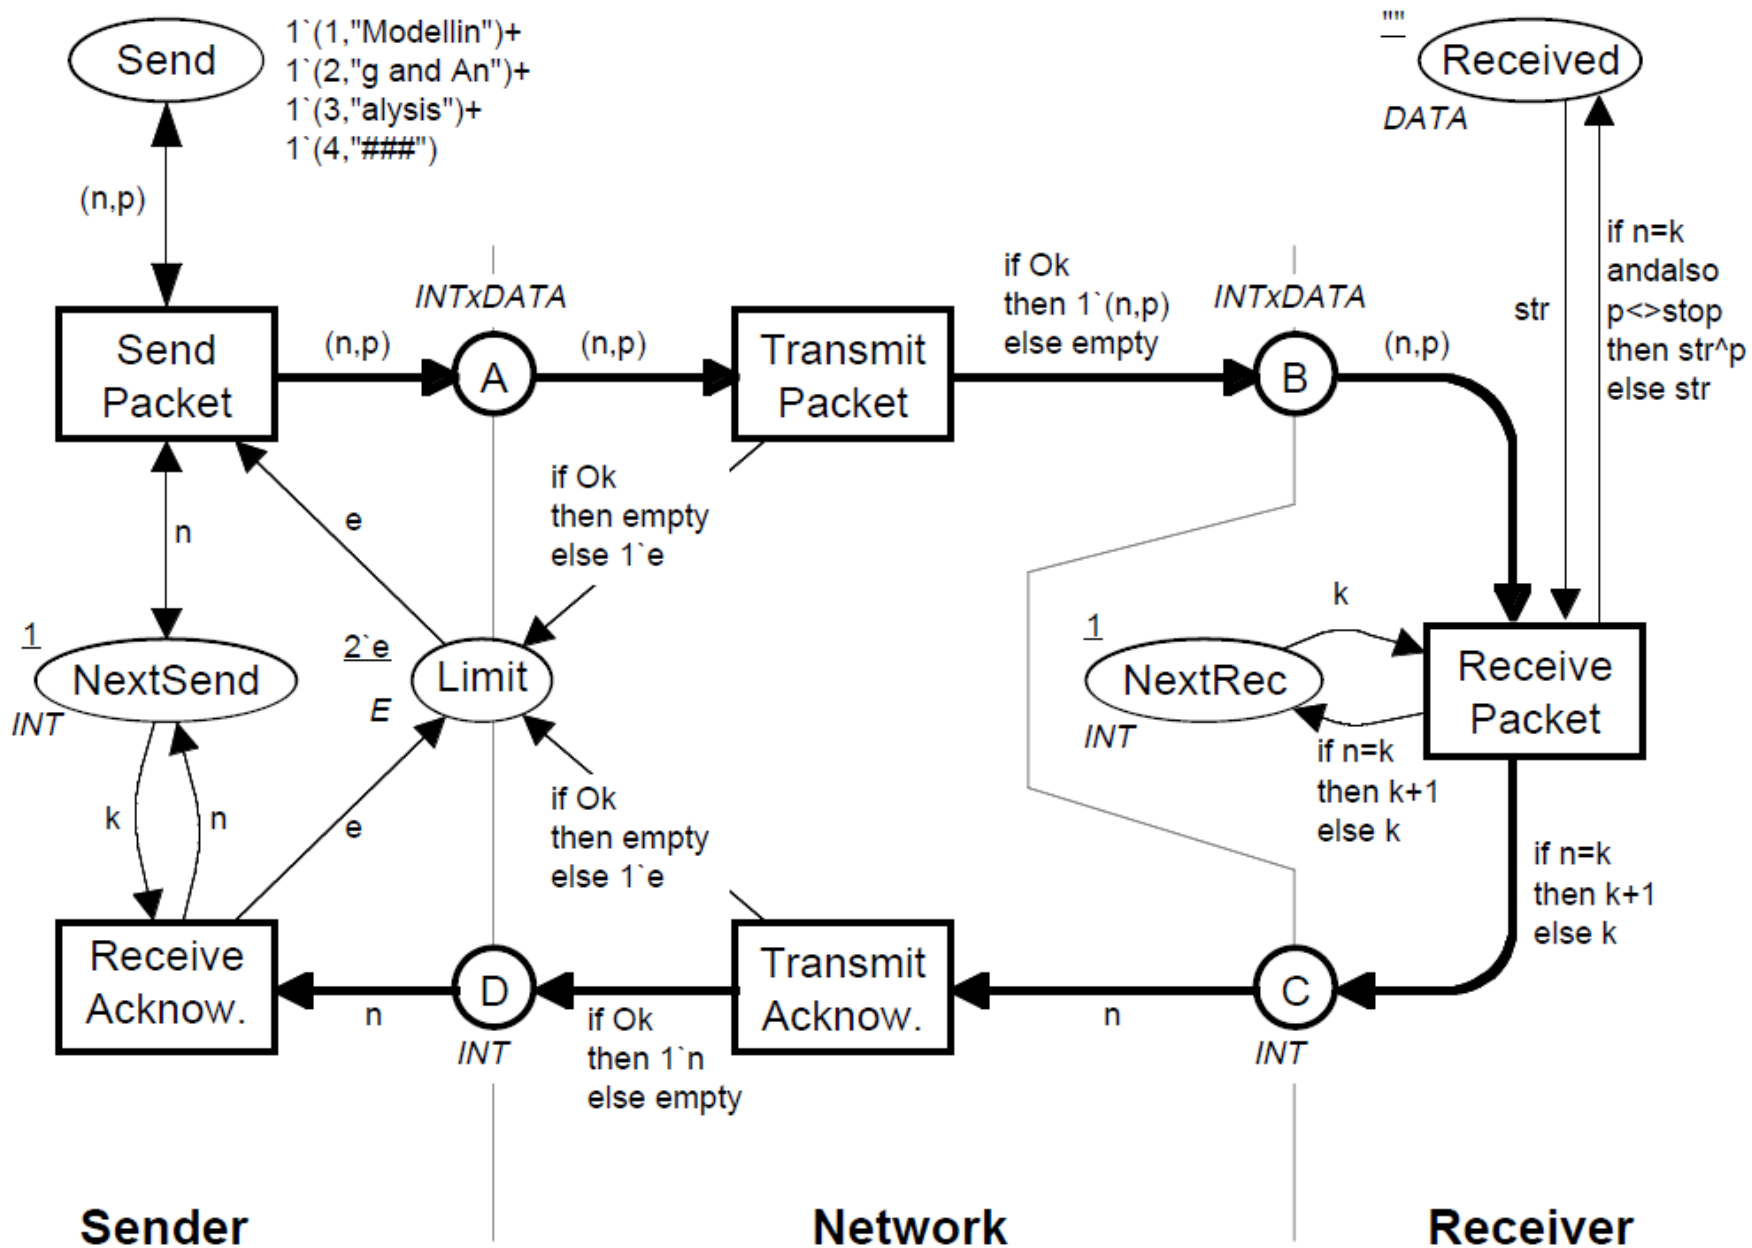 Send
1`(1,"Modellin")+
1`(2,"g and An")+
1`(3,"alysis")+
1`(4,"###")
""
Received
DATA
(n,p)
if n=k
andalso
p<>stop
then str^p
else str
str
Send
Packet
(n,p)
INTxDATA
A
(n,p)
Transmit
Packet
if Ok
then 1`(n,p)
else empty
INTxDATA
B
(n,p)
n
e
if Ok
then empty
else 1`e
1
NextSend
INT
2`e
Limit
E
1
NextRec
INT
k
if n=k
then k+1
else k
Receive
Packet
k
n
e
if Ok
then empty
else 1`e
if n=k
then k+1
else k
Receive
Acknow.
n
D
INT
if Ok
then 1`n
else empty
Transmit
Acknow.
n
C
INT
Sender
Network
Receiver